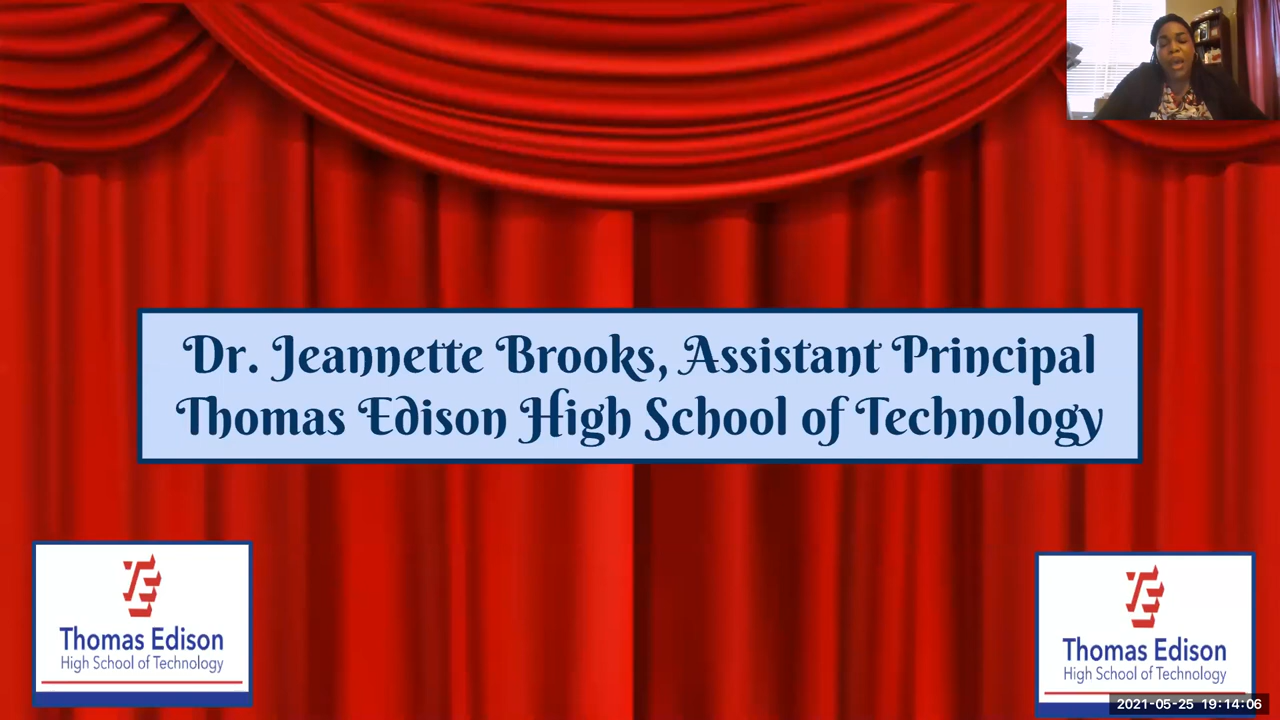 Dr. Jeannette Brooks, Assistant Principal
Thomas Edison High School of Technology
Thomas Edison
High School of Technology
Thomas Edison
High School of Technology
2021-05-25 19:14:06